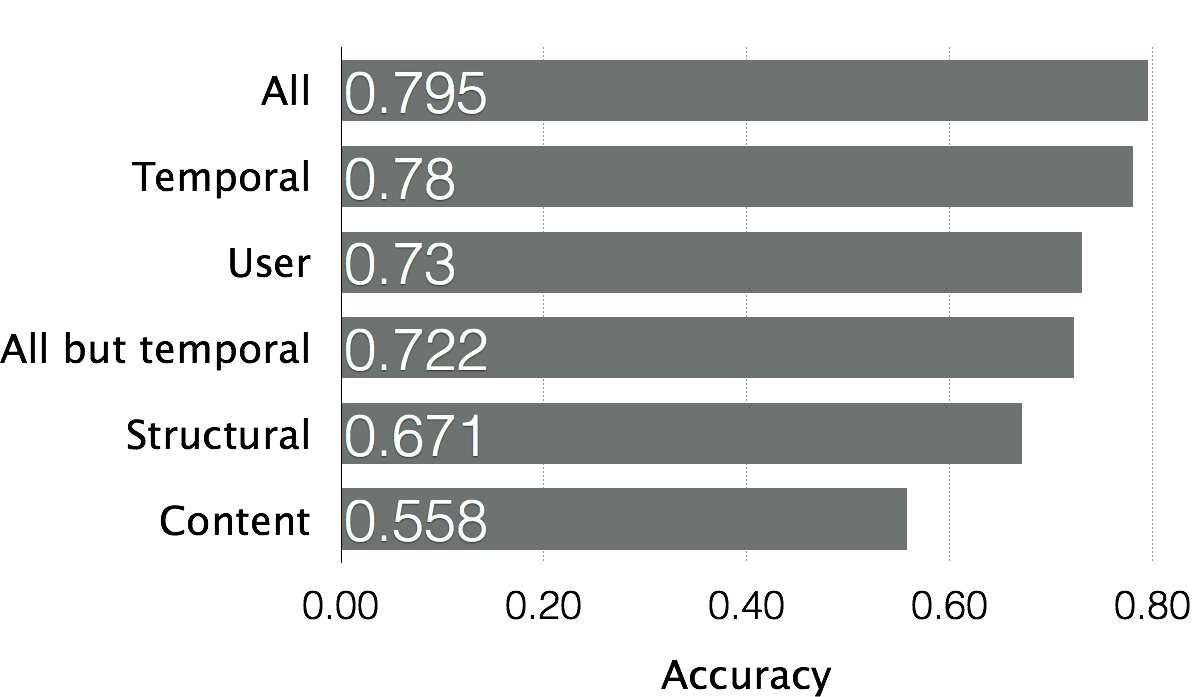 All 0.795
Temporal 0.78
User 0.73
All but temporal 0.722
Structural 0.671
Content 0.558
0.00 0.20 0.40 0.60 0.80
Accuracy